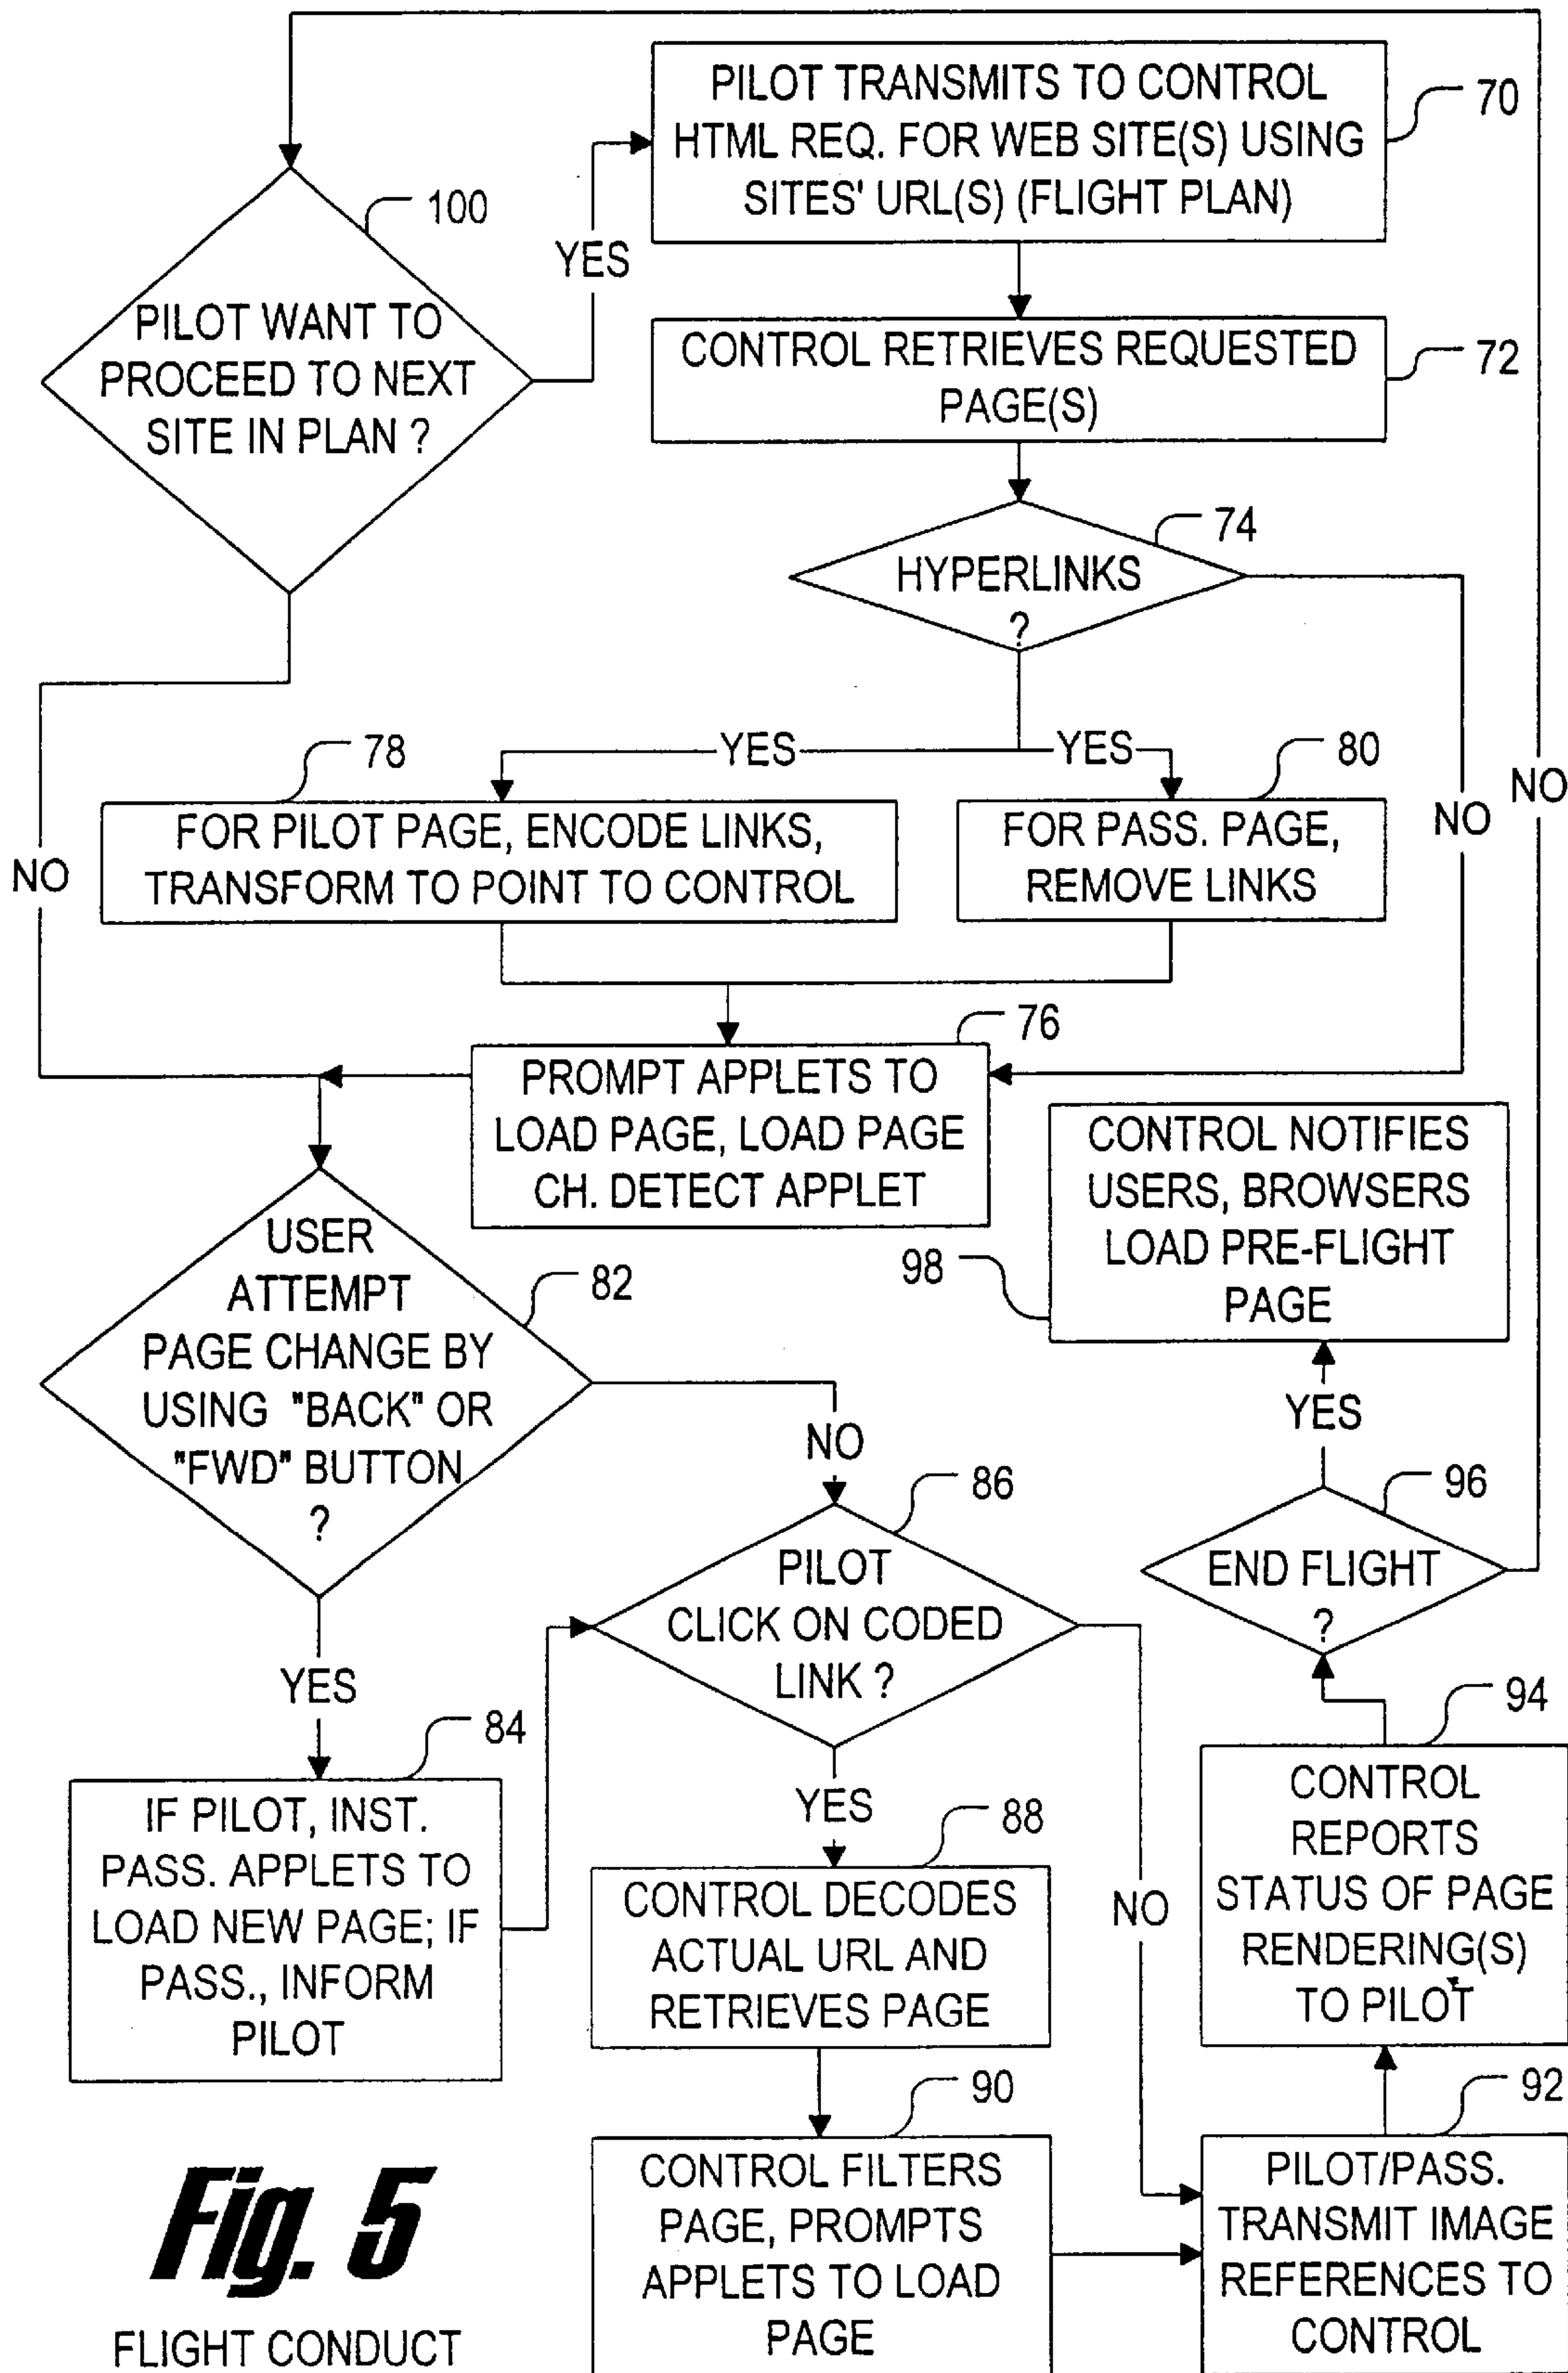 PILOT TRANSMITS TO CONTROL
HTML REQ. FOR WEB SITE(S) USING
SITES' URL(S) (FLIGHT PLAN)
70
100
YES
PILOT WANT TO
PROCEED TO NEXT
SITE IN PLAN ?
CONTROL RETRIEVES REQUESTED
PAGE(S)
72
74
HYPERLINKS
?
78
YES
YES
80
NO
NO
NO
FOR PILOT PAGE, ENCODE LINKS,
TRANSFORM TO POINT TO CONTROL
FOR PASS. PAGE,
REMOVE LINKS
76
PROMPT APPLETS TO
LOAD PAGE, LOAD PAGE
CH. DETECT APPLET
CONTROL NOTIFIES
USERS, BROWSERS
LOAD PRE-FLIGHT
PAGE
98
USER
ATTEMPT
PAGE CHANGE BY
USING "BACK" OR
"FWD" BUTTON
?
82
NO
YES
86
96
PILOT
CLICK ON CODED
LINK ?
END FLIGHT
?
YES
84
94
IF PILOT, INST.
PASS. APPLETS TO
LOAD NEW PAGE; IF
PASS., INFORM
PILOT
YES
88
CONTROL DECODES
ACTUAL URL AND
RETRIEVES PAGE
NO
CONTROL
REPORTS
STATUS OF PAGE
RENDERING(S)
TO PILOT
90
92
CONTROL FILTERS
PAGE, PROMPTS
APPLETS TO LOAD
PAGE
PILOT/PASS.
TRANSMIT IMAGE
REFERENCES TO
CONTROL
Fig. 5
FLIGHT CONDUCT